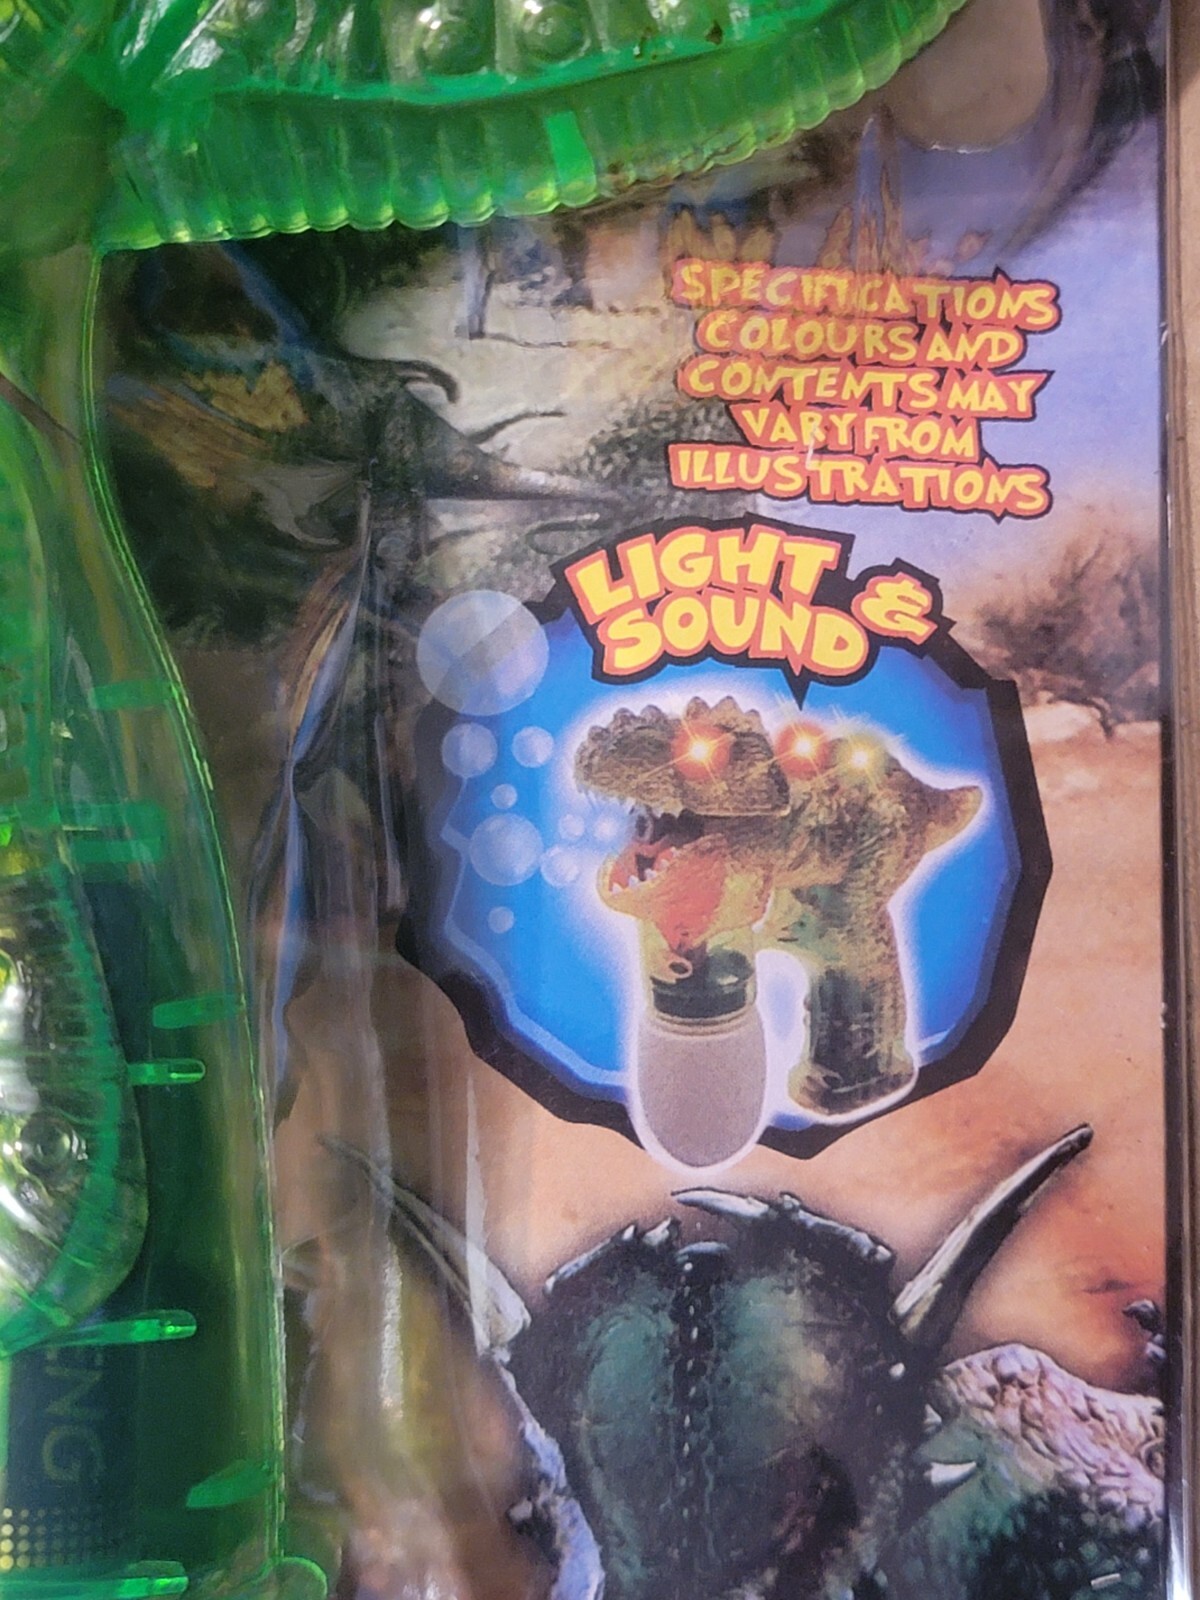 SPECIFICATIONS
COLOURS AND
CONTENTS MAY
VARY FROM
ILLUSTRATIONS
LIGHT &
SOUND